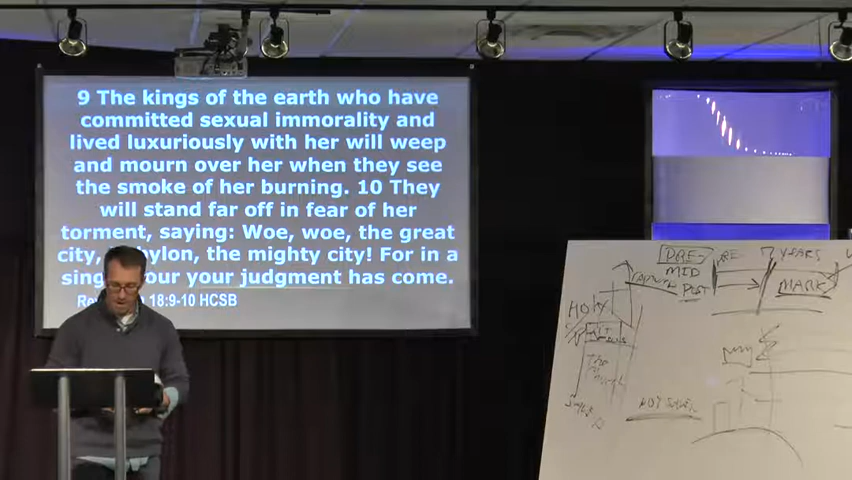 9 The kings of the earth who have
committed sexual immorality and
lived luxuriously with her will weep
and mourn over her when they see
the smoke of her burning. 10 They
will stand far off in fear of her
torment, saying: Woe, woe, the great
city, the mighty city! For in a
your judgment has come.
18:9-10 HCSB
PRE-
MID
POST
RAPTURE
7 YEARS
MARK
HOLY
The
Church